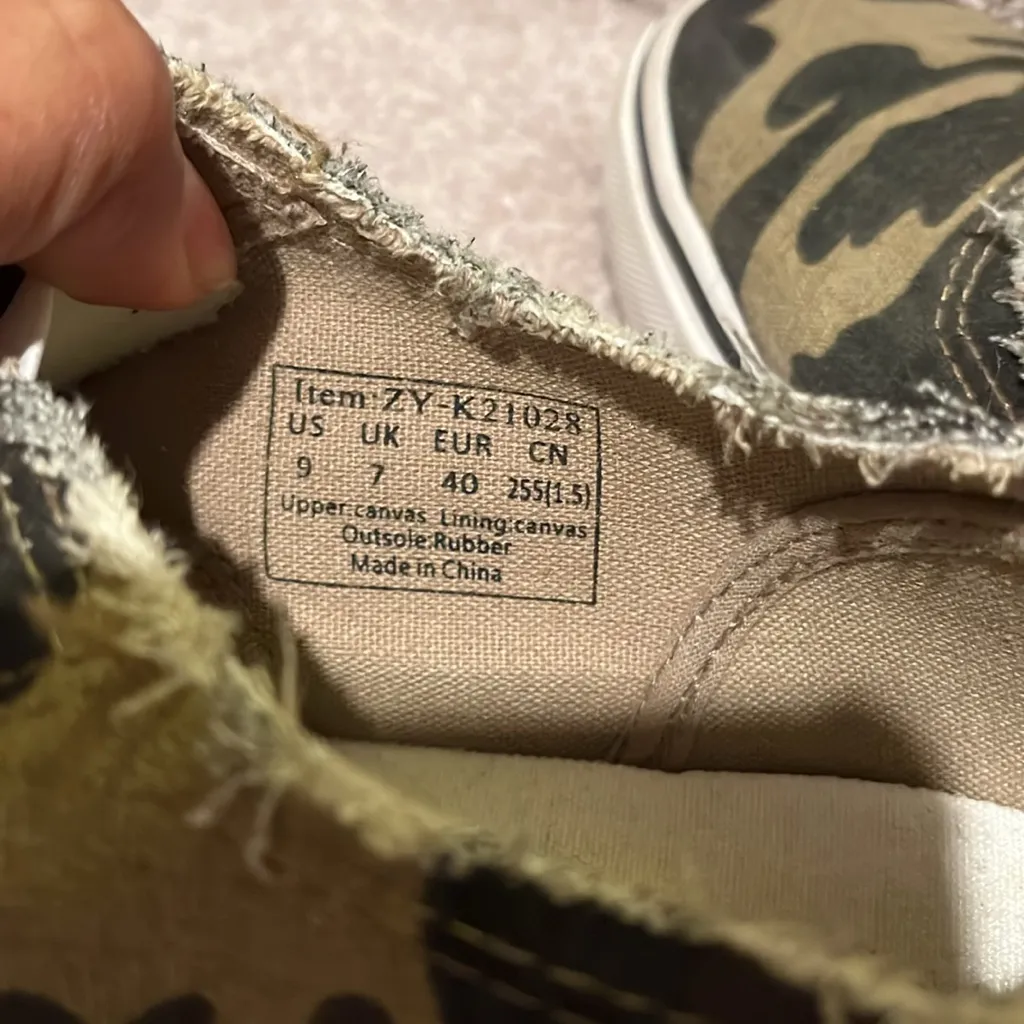 Item:ZY-K21028
US UK EUR CN
9 7 40 255(1.5)
Upper:canvas Lining:canvas
Outsole:Rubber
Made in China